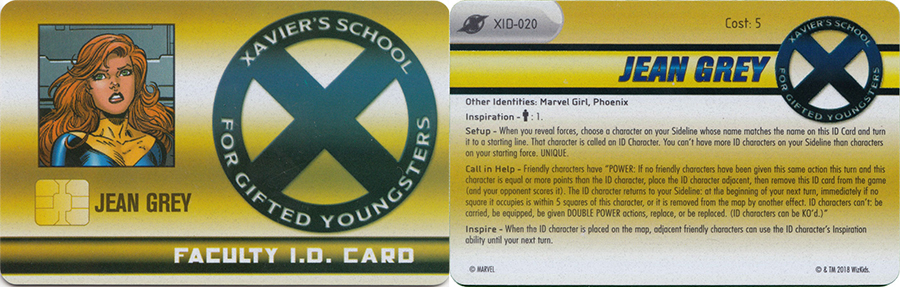 XAVIER'S SCHOOL
FOR GIFTED YOUNGSTERS
JEAN GREY
FACULTY I.D. CARD
XID-020
Cost: 5
XAVIER'S SCHOOL
FOR GIFTED YOUNGSTERS
JEAN GREY
Other Identities: Marvel Girl, Phoenix
Inspiration - : 1.
Setup - When you reveal forces, choose a character on your Sideline whose name matches the name on this ID Card and turn
it to a starting line. That character is called an ID Character. You can't have more ID characters on your Sideline than characters
on your starting force. UNIQUE.
Call in Help - Friendly characters have "POWER: If no friendly characters have been given this same action this turn and this
character is equal or more points than the ID character, place the ID character adjacent, then remove this ID card from the game
(and your opponent scores it). The ID character returns to your Sideline: at the beginning of your next turn, immediately if no
square it occupies is within 5 squares of this character, or it is removed from the map by another effect. ID characters can't: be
carried, be equipped, be given DOUBLE POWER actions, replace, or be replaced. (ID characters can be KO'd.)"
Inspire - When the ID character is placed on the map, adjacent friendly characters can use the ID character's Inspiration
ability until your next turn.
© MARVEL
© & TM 2018 WizKids.